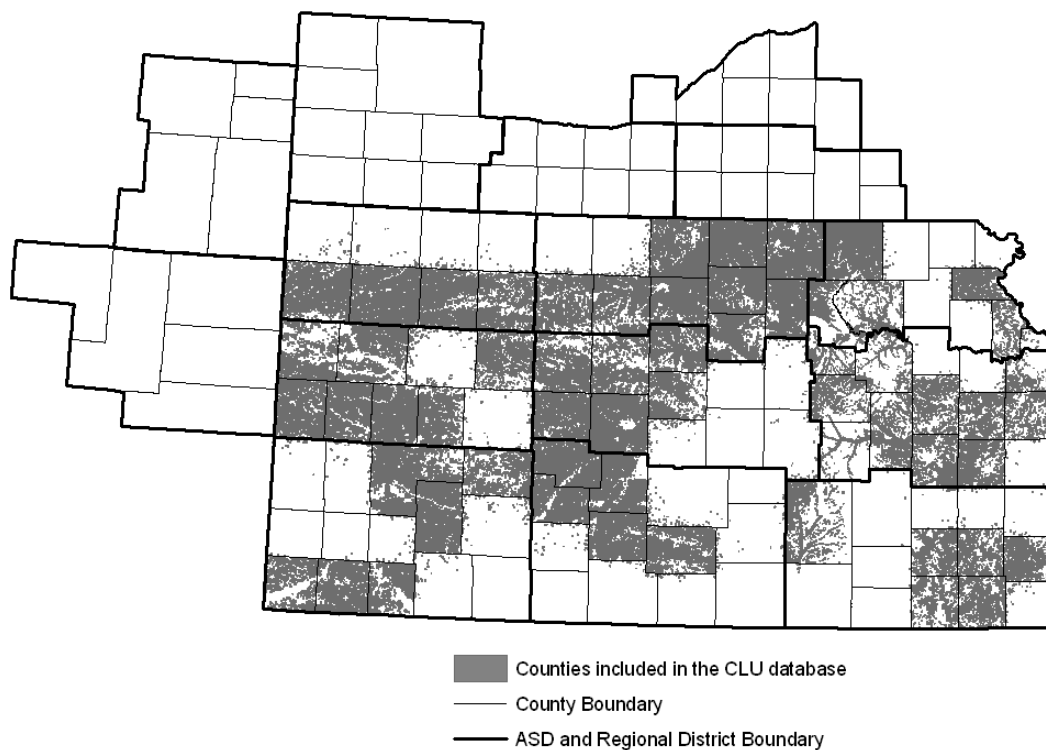 Counties included in the CLU database
County Boundary
ASD and Regional District Boundary